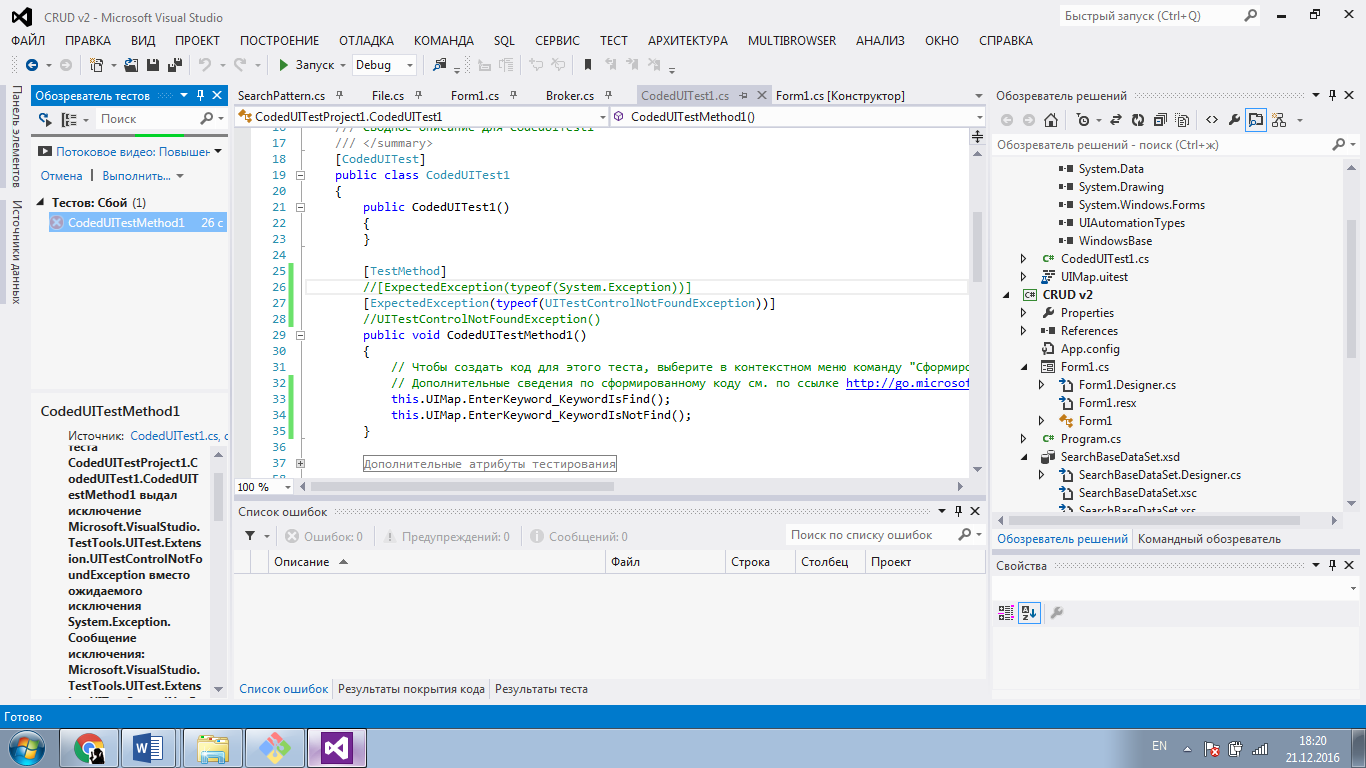 CRUD v2 - Microsoft Visual Studio
Быстрый запуск (Ctrl+Q)
ФАЙЛ ПРАВКА ВИД ПРОЕКТ ПОСТРОЕНИЕ ОТЛАДКА КОМАНДА SQL СЕРВИС ТЕСТ АРХИТЕКТУРА MULTIBROWSER АНАЛИЗ ОКНО СПРАВКА
Запуск Debug
Панель элементов
Источники данных
Обозреватель тестов
Поиск
Потоковое видео: Повышен
Отмена | Выполнить...
Тестов: Сбой (1)
CodedUITestMethod1 26 с
CodedUITestMethod1
Источник: CodedUITest1.cs, с
теста
CodedUITestProject1.C
odedUITest1.CodedUIT
estMethod1 выдал
исключение
Microsoft.VisualStudio.
TestTools.UITest.Extens
ion.UITestControlNotFo
undException вместо
ожидаемого
исключения
System.Exception.
Сообщение
исключения:
Microsoft.VisualStudio.
TestTools.UITest.Extens
SearchPattern.cs File.cs Form1.cs Broker.cs CodedUITest1.cs Form1.cs [Конструктор]
CodedUITestProject1.CodedUITest1 CodedUITestMethod1()
16 /// Сводное описание для CodedUITest1
17 /// </summary>
18 [CodedUITest]
19 public class CodedUITest1
20 {
21 public CodedUITest1()
22 {
23 }
24
25 [TestMethod]
26 //[ExpectedException(typeof(System.Exception))]
27 [ExpectedException(typeof(UITestControlNotFoundException))]
28 //UITestControlNotFoundException()
29 public void CodedUITestMethod1()
30 {
31 // Чтобы создать код для этого теста, выберите в контекстном меню команду "Сформирс
32 // Дополнительные сведения по сформированному коду см. по ссылке http://go.microsof
33 this.UIMap.EnterKeyword_KeywordIsFind();
34 this.UIMap.EnterKeyword_KeywordIsNotFind();
35 }
36
37 Дополнительные атрибуты тестирования
100 %
Список ошибок
Ошибок: 0 Предупреждений: 0 Сообщений: 0 Поиск по списку ошибок
Описание Файл Строка Столбец Проект
Список ошибок Результаты покрытия кода Результаты теста
Обозреватель решений
Обозреватель решений - поиск (Ctrl+ж)
System.Data
System.Drawing
System.Windows.Forms
UIAutomationTypes
WindowsBase
CodedUITest1.cs
UIMap.uitest
CRUD v2
Properties
References
App.config
Form1.cs
Form1.Designer.cs
Form1.resx
Form1
Program.cs
SearchBaseDataSet.xsd
SearchBaseDataSet.Designer.cs
SearchBaseDataSet.xsc
SearchBaseDataSet.xss
Обозреватель решений Командный обозреватель
Свойства
Готово
EN
18:20
21.12.2016